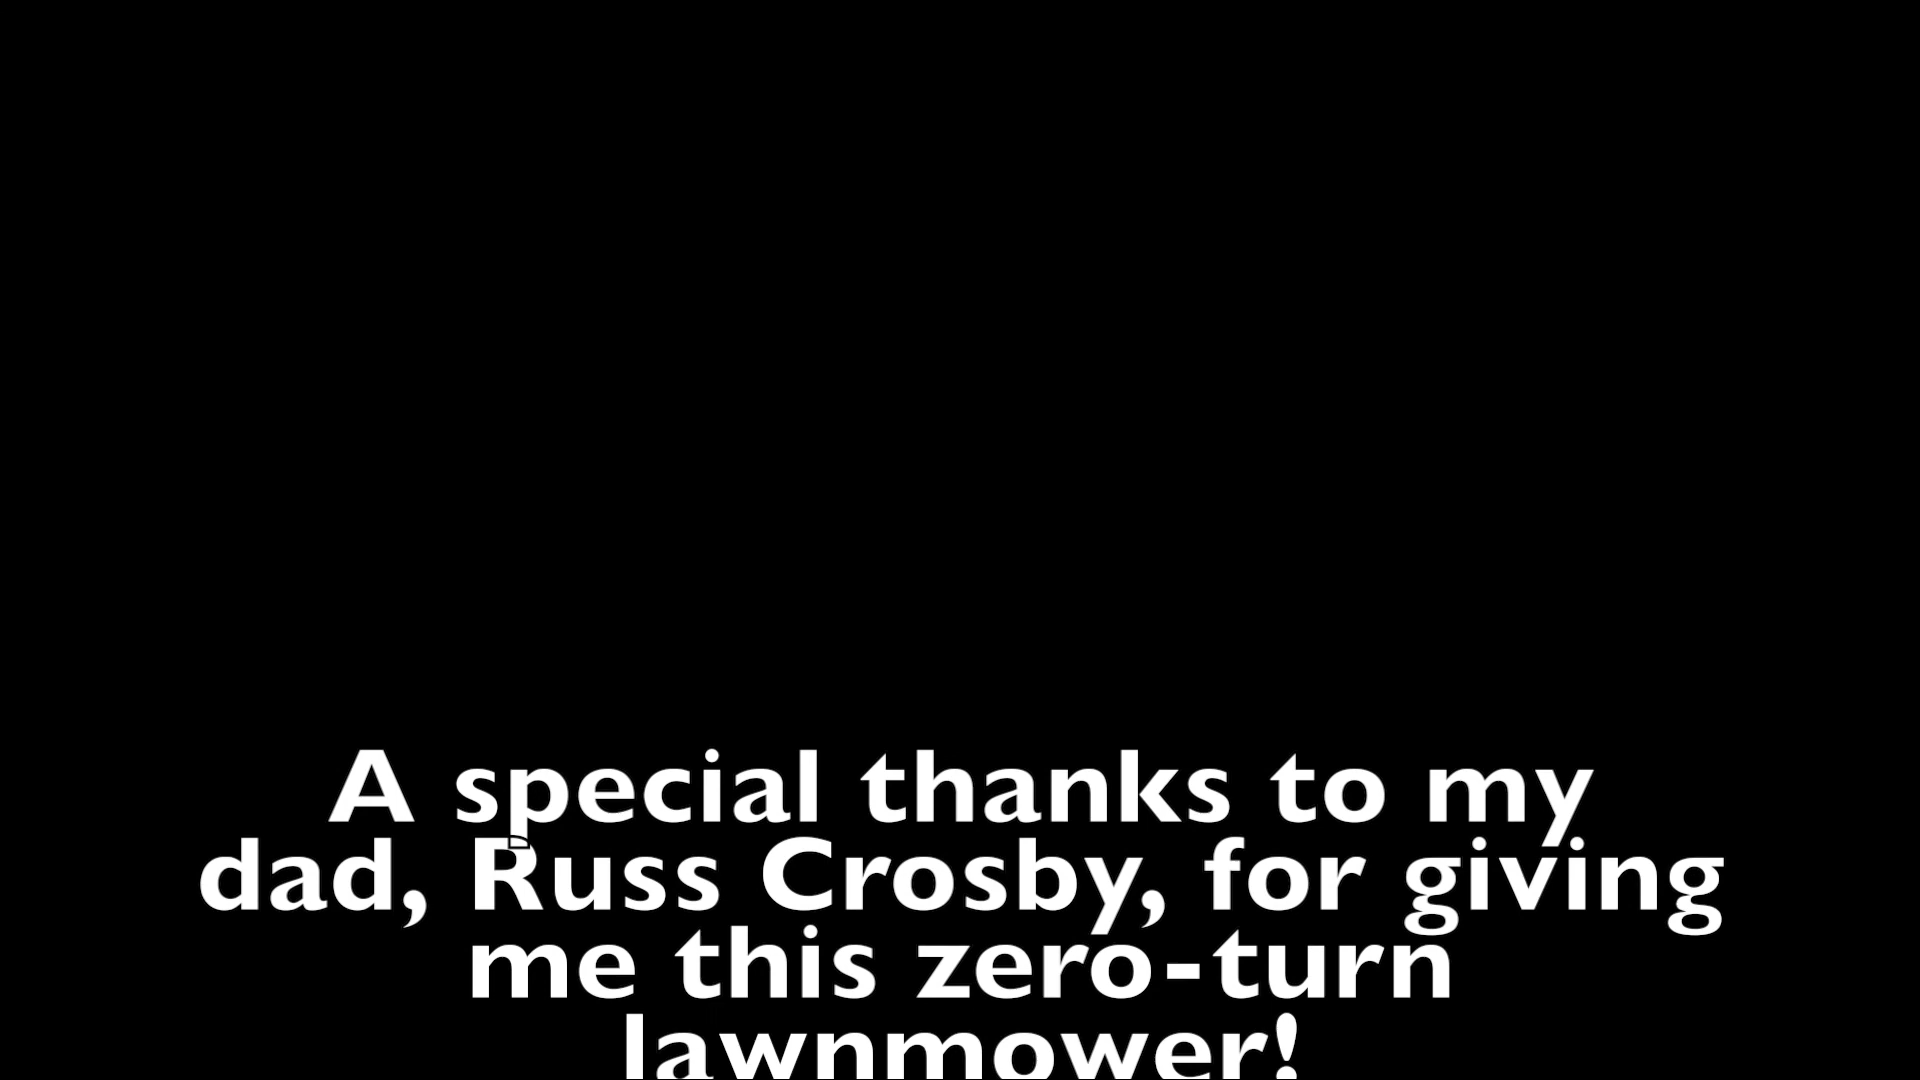 A special thanks to my
dad, Russ Crosby, for giving
me this zero-turn
lawnmower!